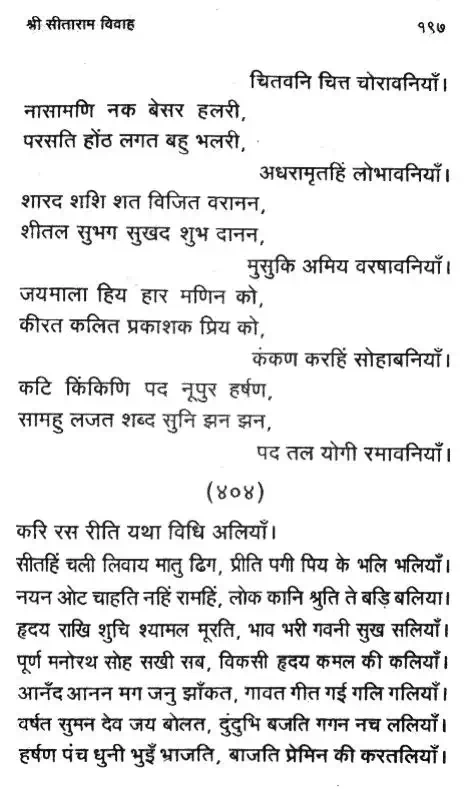 श्री सीताराम विवाह १९७
चितवनि चित्त चोरावनियाँ।
नासामणि नक बेसर हलरी,
परसति होंठ लगत बहु भलरी,
अधरामृतहिं लोभावनियाँ।
शारद शशि शत विजित वरानन,
शीतल सुभग सुखद शुभ दानन,
मुसुकि अमिय वरषावनियाँ।
जयमाला हिय हार मणिन को,
कीरत कलित प्रकाशक प्रिय को,
कंकण करहिं सोहाबनियाँ।
कटि किंकिणि पद नूपुर हर्षण,
सामहु लजत शब्द सुनि झन झन,
पद तल योगी रमावनियाँ।
(४०४)
करि रस रीति यथा विधि अलियाँ।
सीतहिं चली लिवाय मातु ढिग, प्रीति पगी पिय के भलि भलियाँ।
नयन ओट चाहति नहिं रामहिं, लोक कानि श्रुति ते बड़ि बलिया।
हृदय राखि शुचि श्यामल मूरति, भाव भरी गवनी सुख सलियाँ।
पूर्ण मनोरथ सोह सखी सब, विकसी हृदय कमल की कलियाँ।
आनँद आनन मग जनु झाँकत, गावत गीत गई गलि गलियाँ।
वर्षत सुमन देव जय बोलत, दुंदुभि बजति गगन नच ललियाँ।
हर्षण पंच धुनी भुइँ भ्राजति, बाजति प्रेमिन की करतलियाँ।